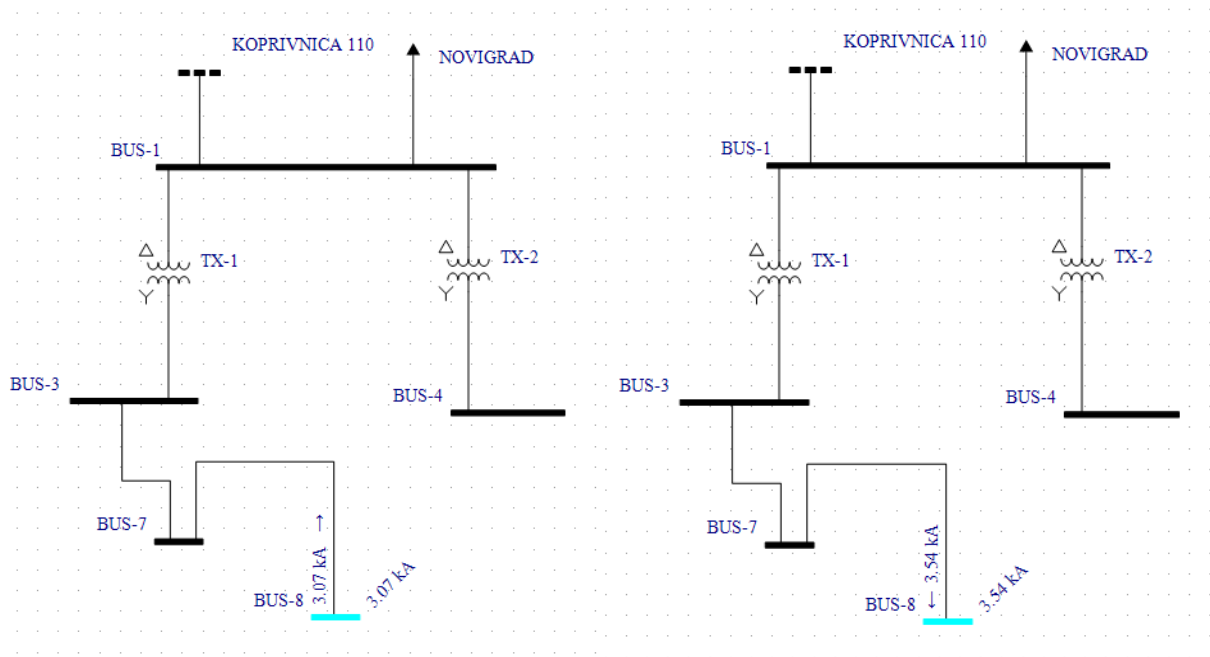 KOPRIVNICA 110
NOVIGRAD
BUS-1
TX-1
TX-2
BUS-3
BUS-4
BUS-7
BUS-8
3.07 kA →
3.07 kA
KOPRIVNICA 110
NOVIGRAD
BUS-1
TX-1
TX-2
BUS-3
BUS-4
BUS-7
BUS-8
← 3.54 kA
3.54 kA